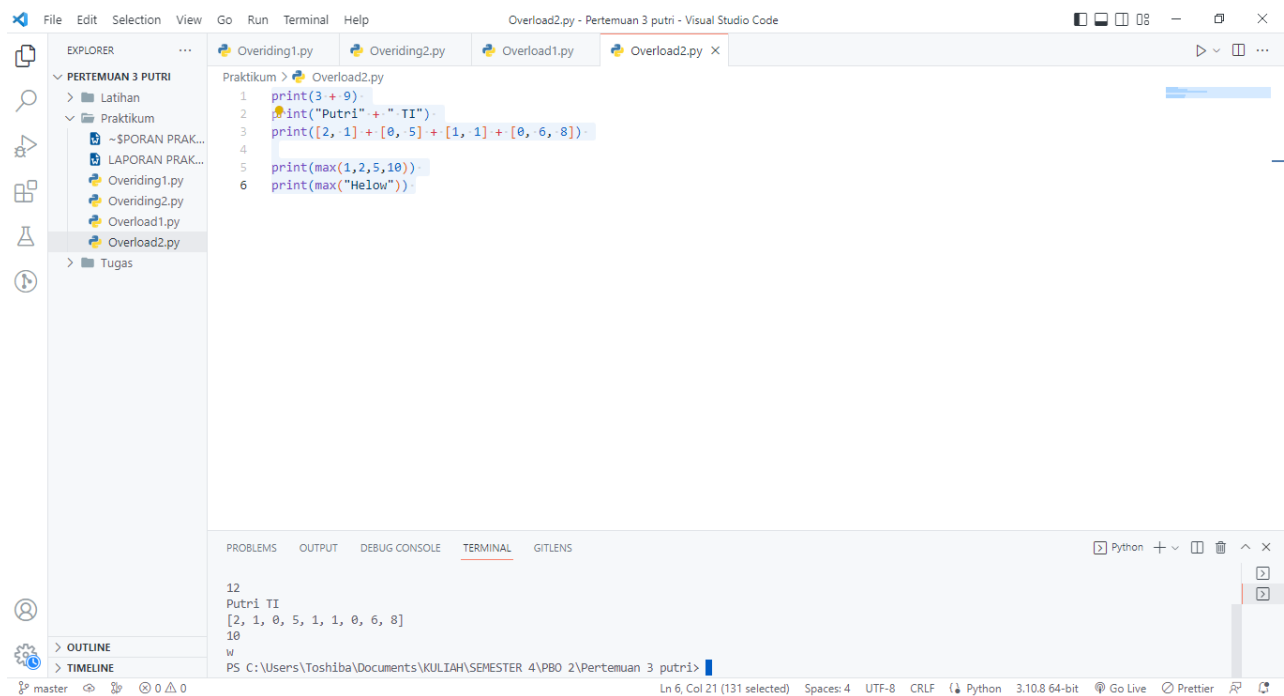 File Edit Selection View Go Run Terminal Help Overload2.py - Pertemuan 3 putri - Visual Studio Code
EXPLORER
PERTEMUAN 3 PUTRI
Latihan
Praktikum
~$PORAN PRAK...
LAPORAN PRAK...
Overiding1.py
Overiding2.py
Overload1.py
Overload2.py
Tugas
OUTLINE
TIMELINE
Overiding1.py Overiding2.py Overload1.py Overload2.py
Praktikum > Overload2.py
1 print(3 + 9)
2 print("Putri" + " TI")
3 print([2, 1] + [0, 5] + [1, 1] + [0, 6, 8])
4
5 print(max(1,2,5,10))
6 print(max("Helow"))
PROBLEMS OUTPUT DEBUG CONSOLE TERMINAL GITLENS Python
12
Putri TI
[2, 1, 0, 5, 1, 1, 0, 6, 8]
10
w
PS C:\Users\Toshiba\Documents\KULIAH\SEMESTER 4\PBO 2\Pertemuan 3 putri>
master 0 0 Ln 6, Col 21 (131 selected) Spaces: 4 UTF-8 CRLF Python 3.10.8 64-bit Go Live Prettier